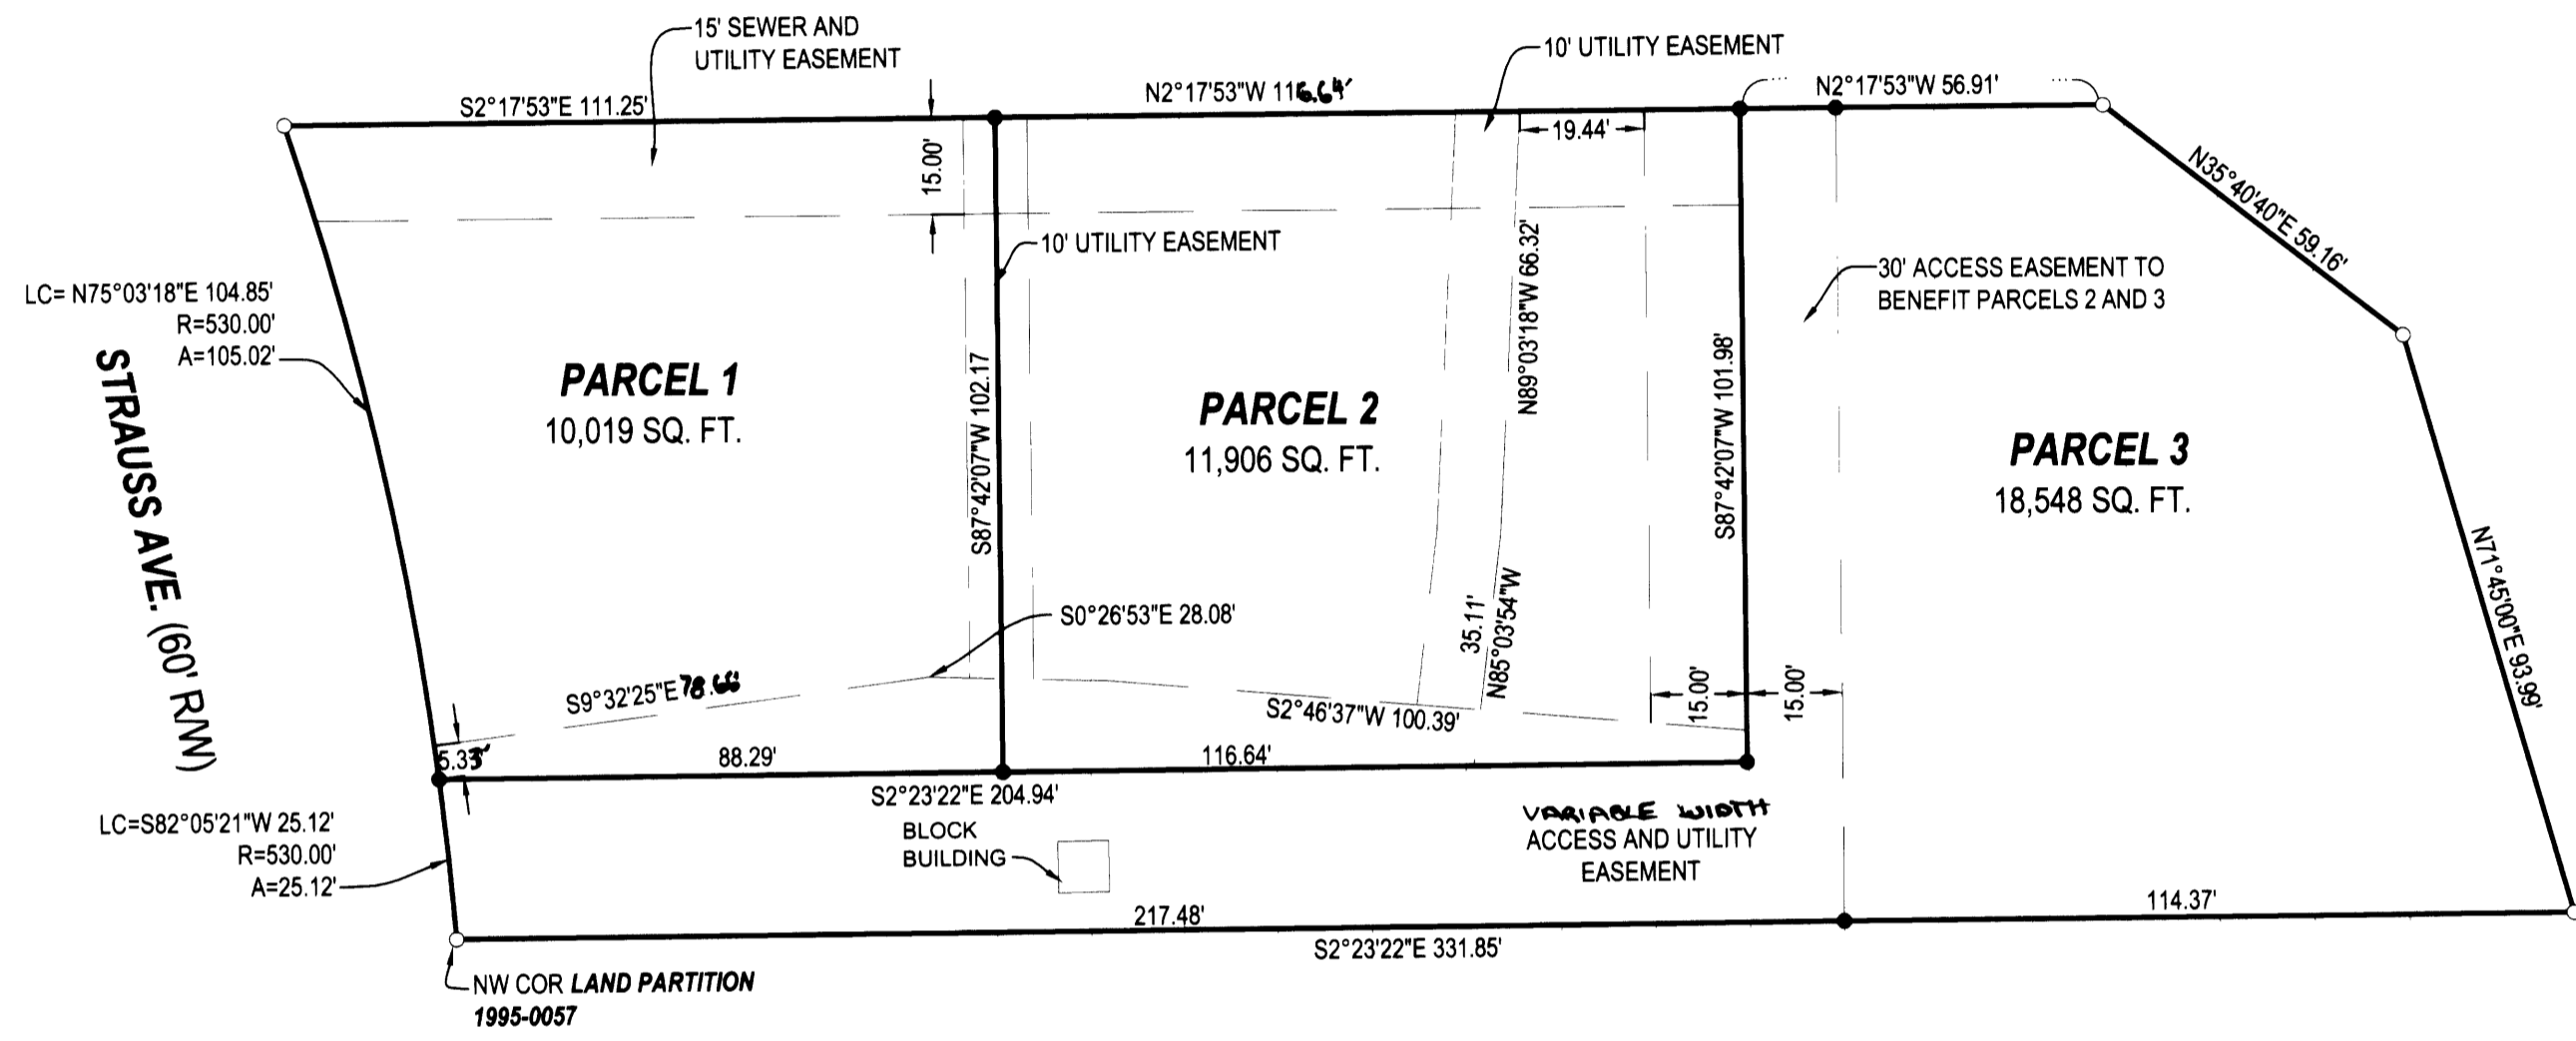 15' SEWER AND
UTILITY EASEMENT
10' UTILITY EASEMENT
S2°17'53"E 111.25'
N2°17'53"W 116.64'
N2°17'53"W 56.91'
19.44'
15.00'
N35°40'40"E 59.16'
10' UTILITY EASEMENT
30' ACCESS EASEMENT TO
BENEFIT PARCELS 2 AND 3
LC= N75°03'18"E 104.85'
R=530.00'
A=105.02'
STRAUSS AVE. (60' R/W)
PARCEL 1
10,019 SQ. FT.
S87°42'07"W 102.17
PARCEL 2
11,906 SQ. FT.
N89°03'18"W 66.32'
S87°42'07"W 101.98'
PARCEL 3
18,548 SQ. FT.
N71°45'00"E 93.99'
S0°26'53"E 28.08'
35.11'
N85°03'54"W
S9°32'25"E 78.66
S2°46'37"W 100.39'
15.00'
15.00'
5.33'
88.29'
116.64'
S2°23'22"E 204.94'
LC=S82°05'21"W 25.12'
R=530.00'
A=25.12'
BLOCK
BUILDING
VARIABLE WIDTH
ACCESS AND UTILITY
EASEMENT
217.48'
114.37'
S2°23'22"E 331.85'
NW COR LAND PARTITION
1995-0057